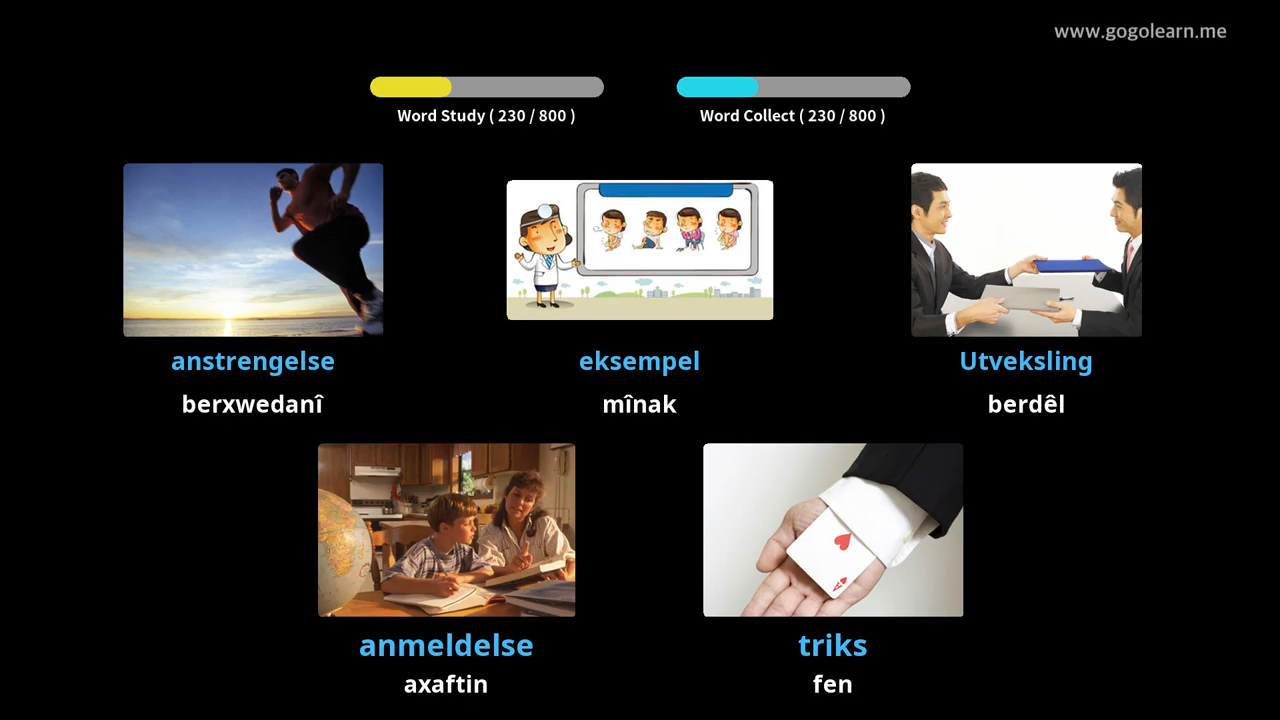 www.gogolearn.me
Word Study ( 230 / 800 )
Word Collect ( 230 / 800 )
anstrengelse
berxwedanî
eksempel
mînak
Utveksling
berdêl
anmeldelse
axaftin
triks
fen